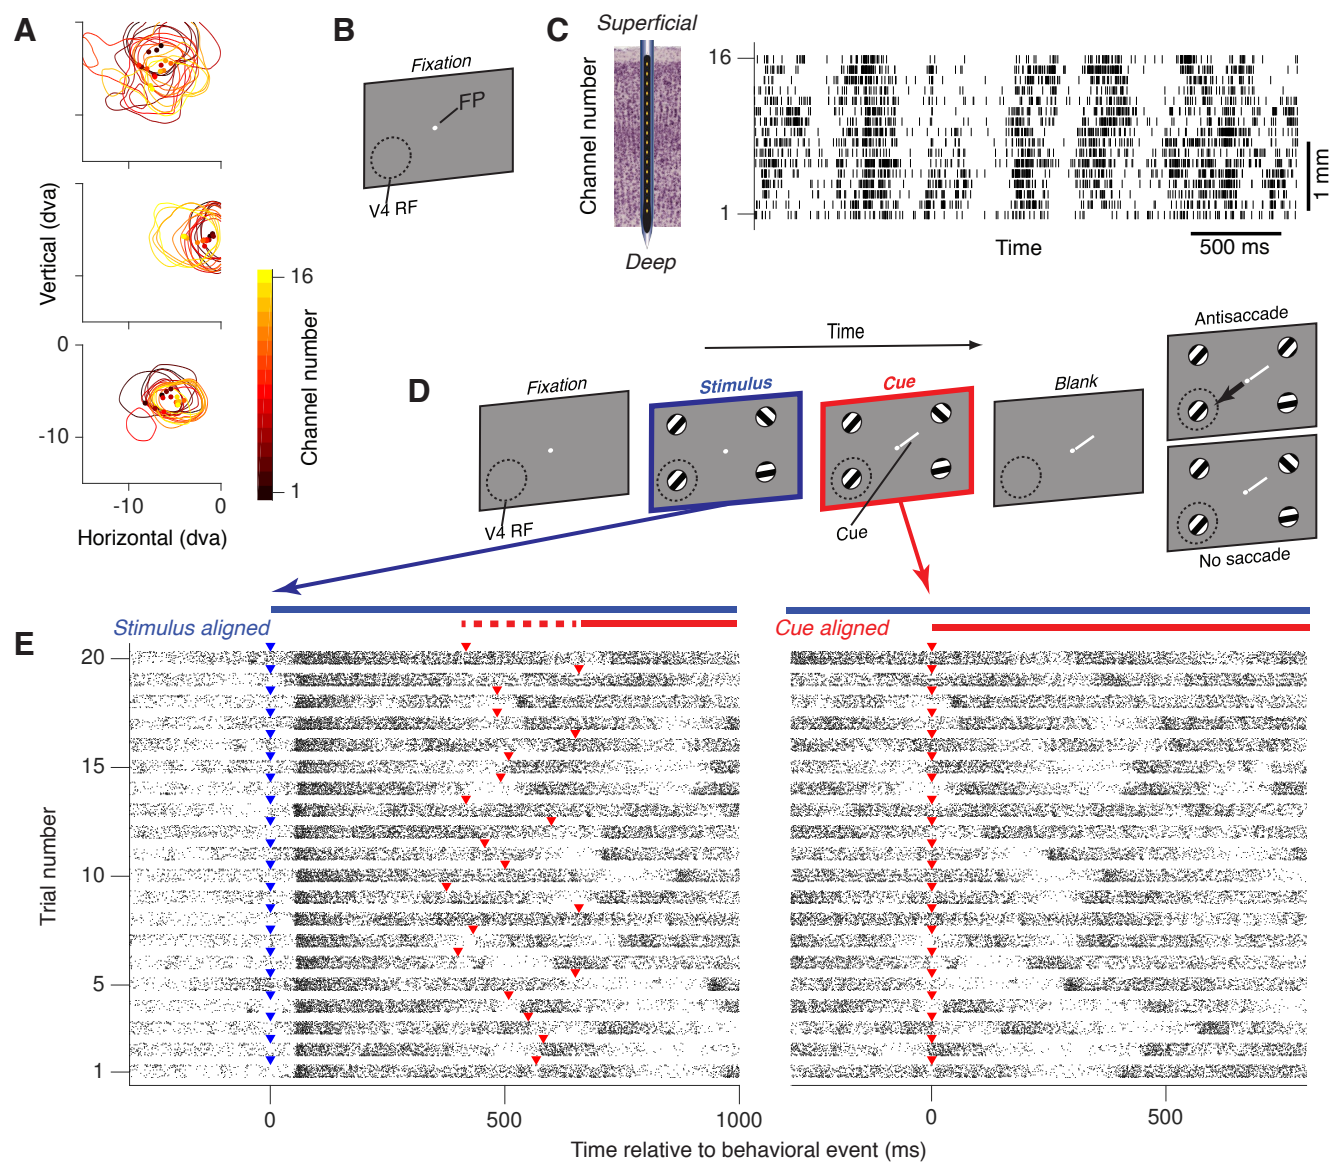 A
B
C
Superficial
Fixation
FP
V4 RF
Channel number
16
1
Deep
Time
500 ms
1 mm
Vertical (dva)
0
-10
-10
0
Horizontal (dva)
16
1
Channel number
D
Time
Fixation
V4 RF
Stimulus
Cue
Cue
Blank
Antisaccade
No saccade
E
Stimulus aligned
Cue aligned
Trial number
20
15
10
5
1
0
500
1000
0
500
Time relative to behavioral event (ms)